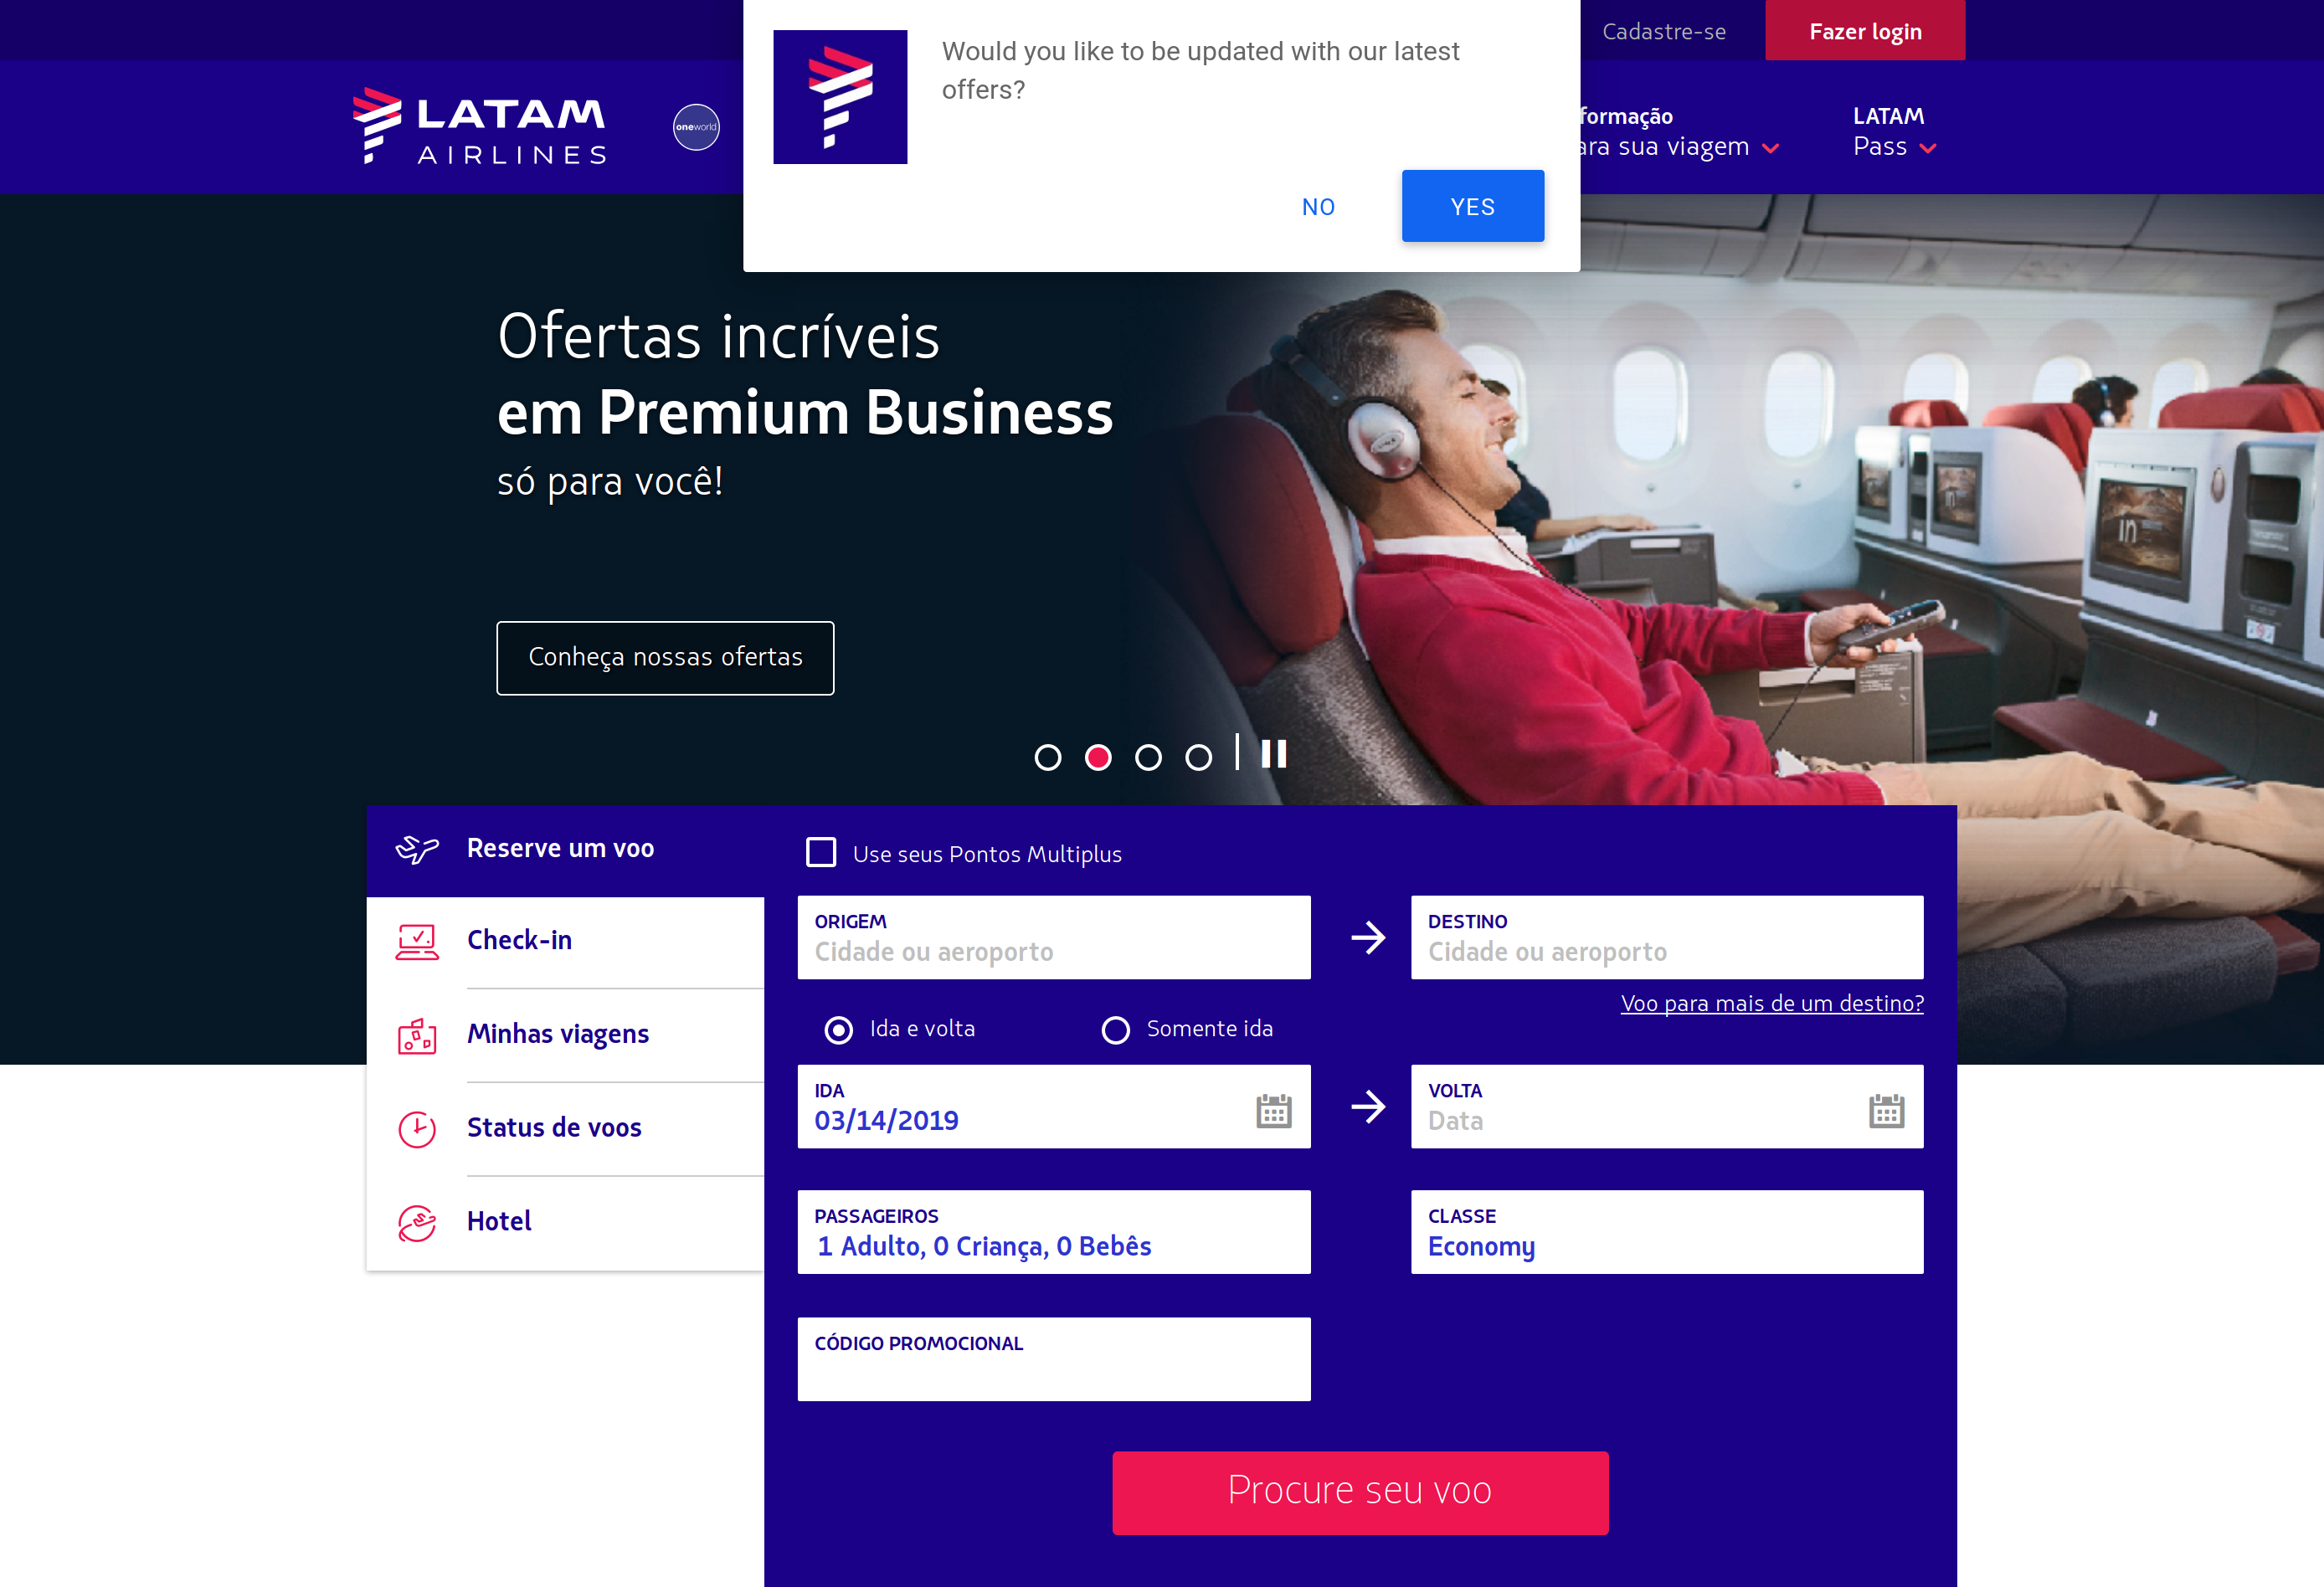 Cadastre-se
Fazer login
Would you like to be updated with our latest
offers?
NO
YES
LATAM
AIRLINES
oneworld
formação
ara sua viagem
LATAM
Pass
Ofertas incríveis
em Premium Business
só para você!
Conheça nossas ofertas
in
in
Reserve um voo
Check-in
Minhas viagens
Status de voos
Hotel
Use seus Pontos Multiplus
ORIGEM
Cidade ou aeroporto
DESTINO
Cidade ou aeroporto
Voo para mais de um destino?
Ida e volta
Somente ida
IDA
03/14/2019
VOLTA
Data
PASSAGEIROS
1 Adulto, 0 Criança, 0 Bebês
CLASSE
Economy
CÓDIGO PROMOCIONAL
Procure seu voo